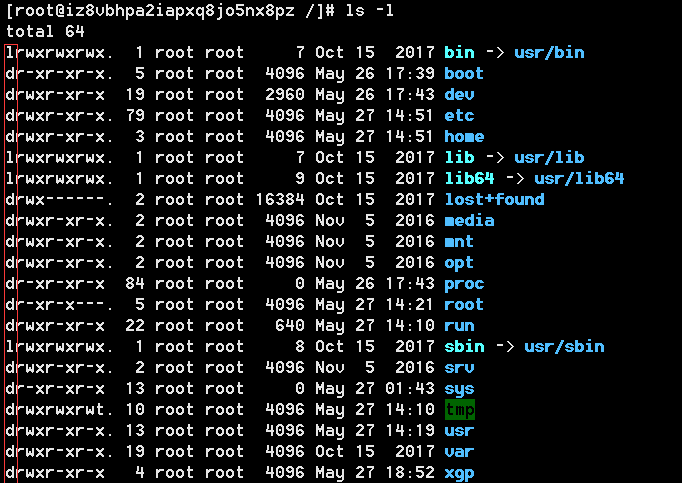 [root@iz8vbhpa2iapxq8jo5nx8pz /]# ls -l
total 64
lrwxrwxrwx.  1 root root     7 Oct 15  2017 bin -> usr/bin
dr-xr-xr-x.  5 root root  4096 May 26 17:39 boot
drwxr-xr-x  19 root root  2960 May 26 17:43 dev
drwxr-xr-x. 79 root root  4096 May 27 14:51 etc
drwxr-xr-x.  3 root root  4096 May 27 14:51 home
lrwxrwxrwx.  1 root root     7 Oct 15  2017 lib -> usr/lib
lrwxrwxrwx.  1 root root     9 Oct 15  2017 lib64 -> usr/lib64
drwx------.  2 root root 16384 Oct 15  2017 lost+found
drwxr-xr-x.  2 root root  4096 Nov  5  2016 media
drwxr-xr-x.  2 root root  4096 Nov  5  2016 mnt
drwxr-xr-x.  2 root root  4096 Nov  5  2016 opt
dr-xr-xr-x  84 root root     0 May 26 17:43 proc
dr-xr-x---.  5 root root  4096 May 27 14:21 root
drwxr-xr-x  22 root root   640 May 27 14:10 run
lrwxrwxrwx.  1 root root     8 Oct 15  2017 sbin -> usr/sbin
drwxr-xr-x.  2 root root  4096 Nov  5  2016 srv
dr-xr-xr-x  13 root root     0 May 27 01:43 sys
drwxrwxrwt. 10 root root  4096 May 27 14:10 tmp
drwxr-xr-x. 13 root root  4096 May 27 14:19 usr
drwxr-xr-x. 19 root root  4096 Oct 15  2017 var
drwxr-xr-x   4 root root  4096 May 27 18:52 xgp